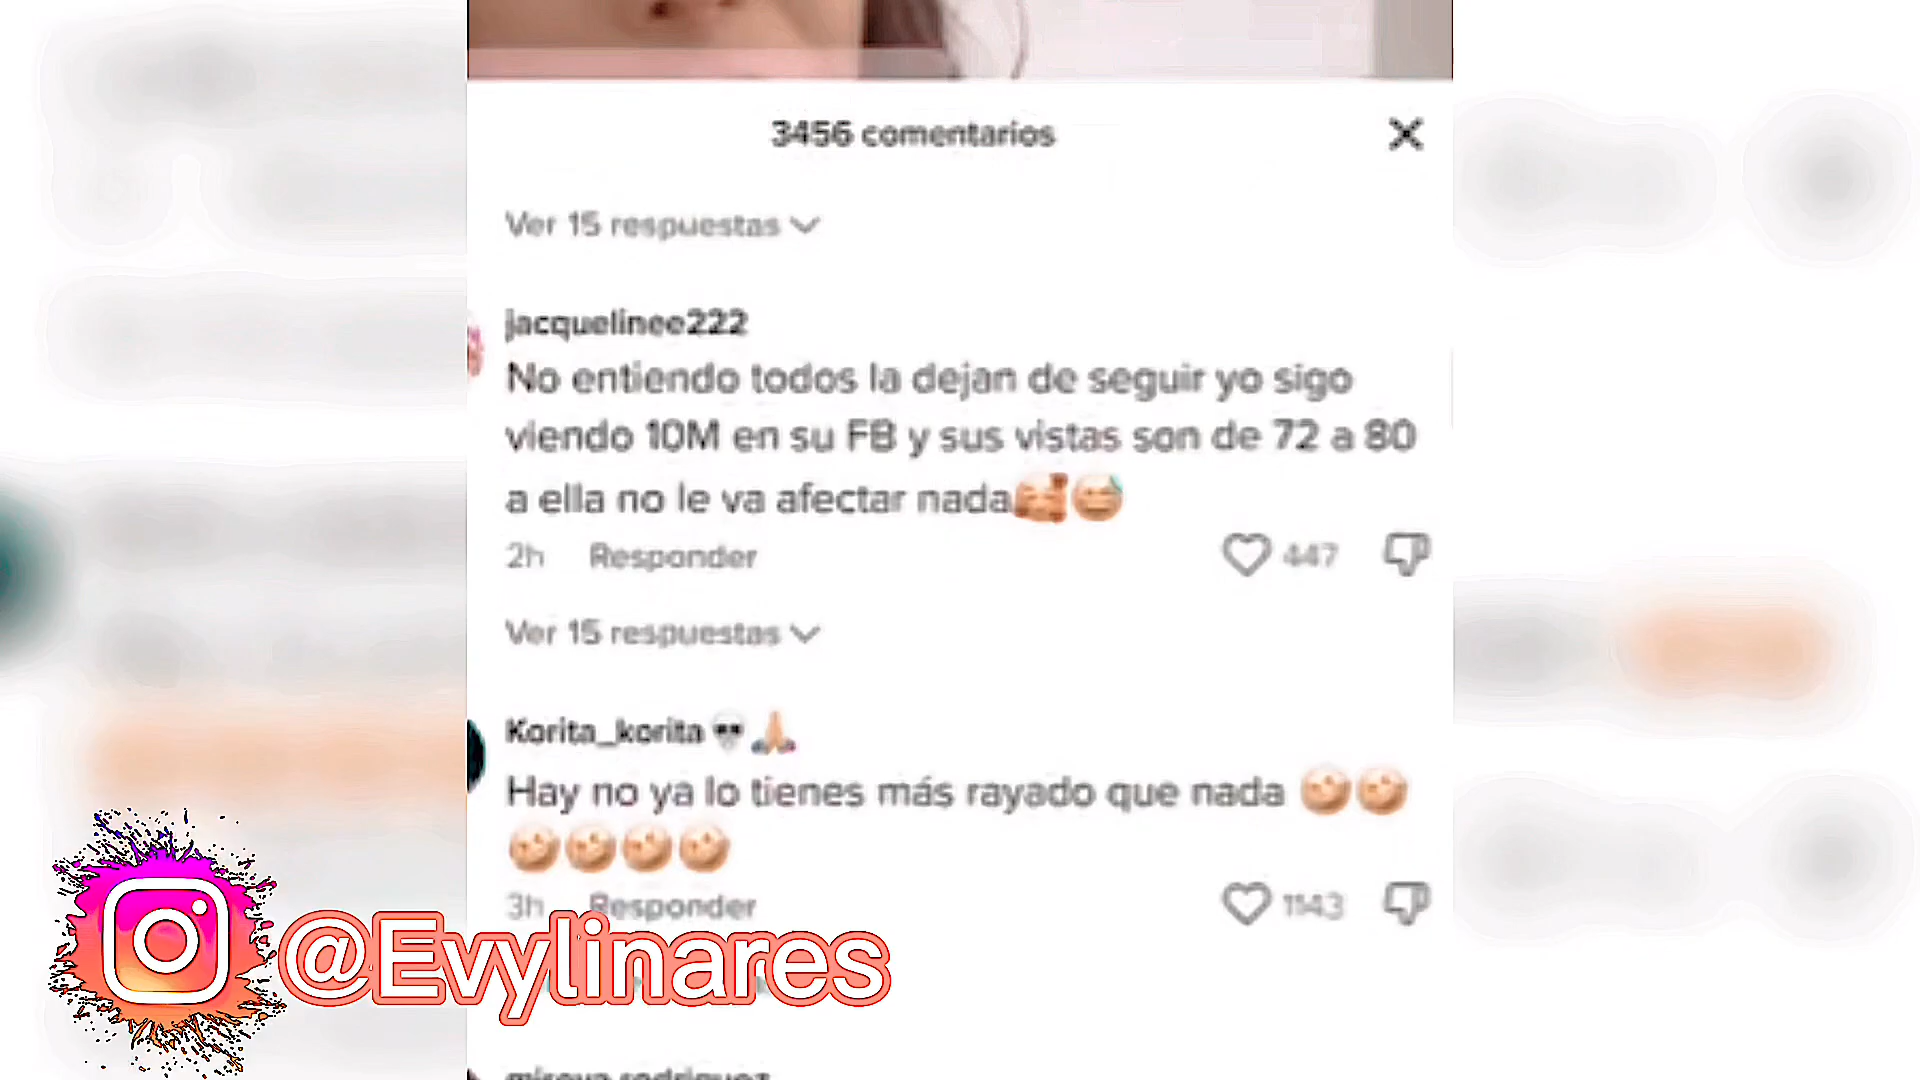 3456 comentarios
Ver 15 respuestas
jacquelinee222
No entiendo todos la dejan de seguir yo sigo
viendo 10M en su FB y sus vistas son de 72 a 80
a ella no le va afectar nada🥰😅
2h Responder 447
Ver 15 respuestas
Korita_korita💀🙏🏼
Hay no ya lo tienes más rayado que nada
3h Responder 1143
@Evylinares